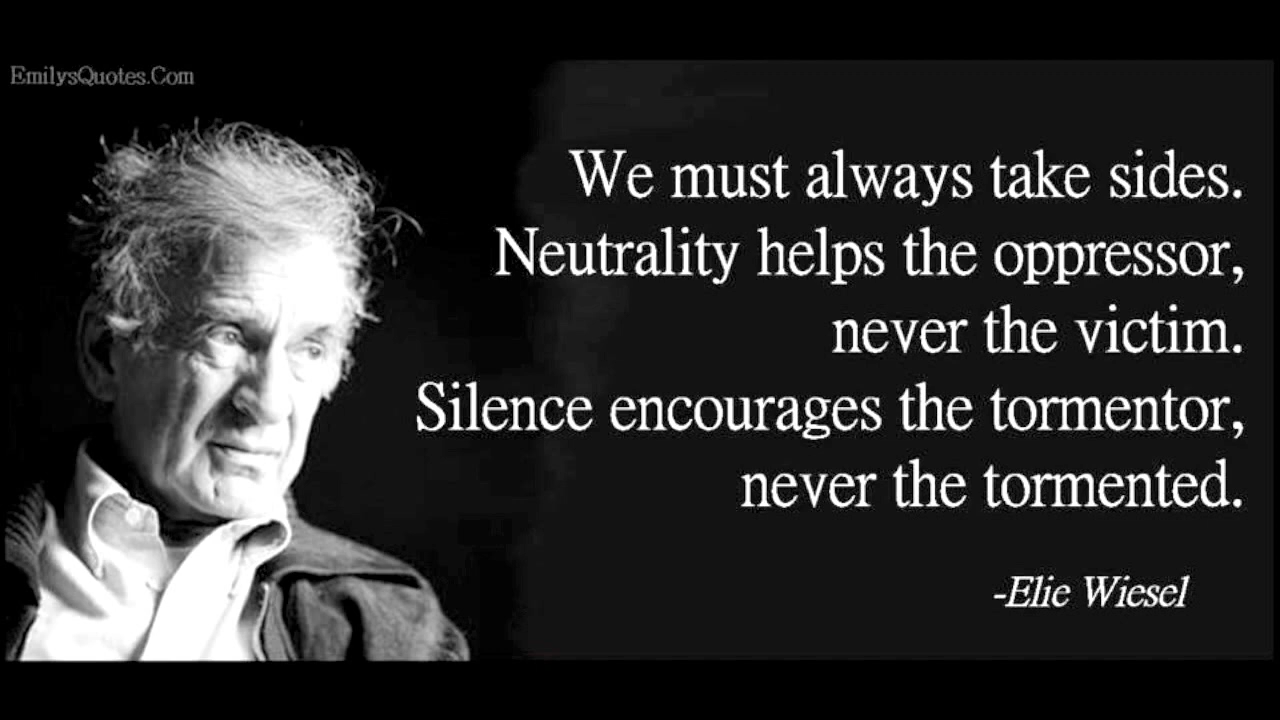 EmilysQuotes.Com
We must always take sides.
Neutrality helps the oppressor,
never the victim.
Silence encourages the tormentor,
never the tormented.
-Elie Wiesel